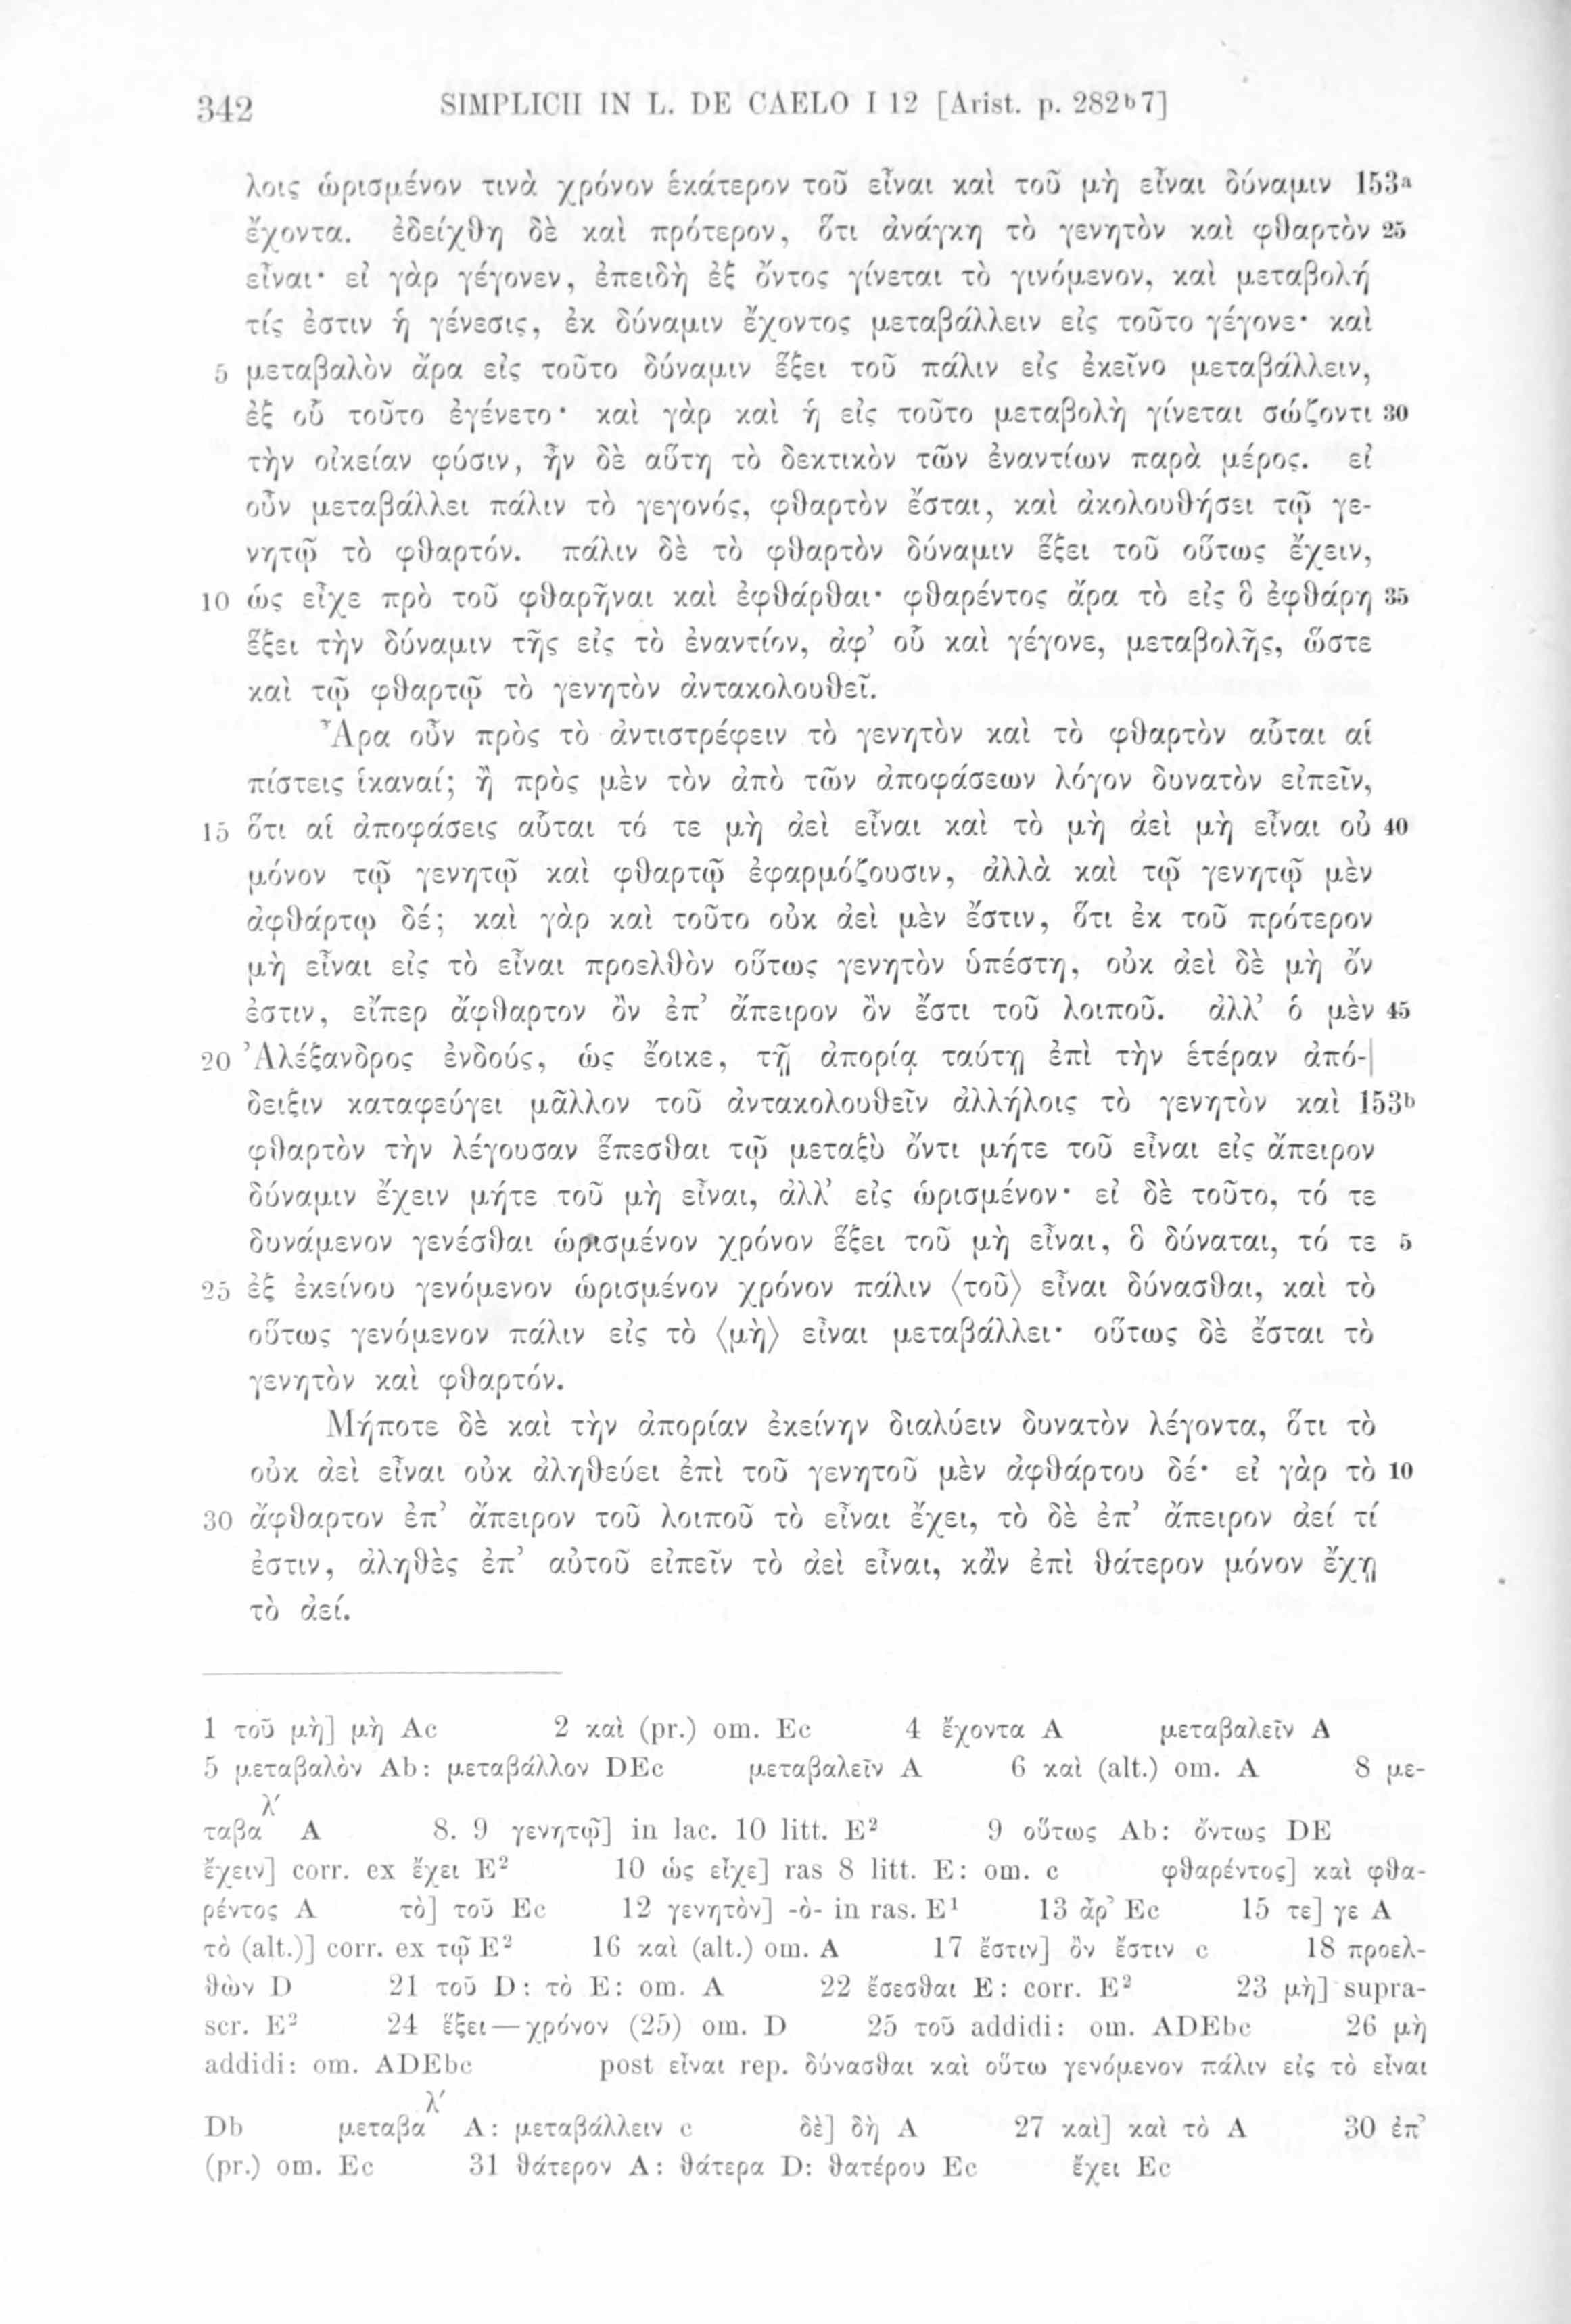 342 SIMPLICII IN L. DE CAELO I 12 [Arist. p. 282ᵇ7]
λοις ὡρισμένον τινὰ χρόνον ἑκάτερον τοῦ εἶναι καὶ τοῦ μὴ εἶναι δύναμιν 153ᵃ
ἔχοντα. ἐδείχθη δὲ καὶ πρότερον, ὅτι ἀνάγκη τὸ γενητὸν καὶ φθαρτὸν 25
εἶναι· εἰ γὰρ γέγονεν, ἐπειδὴ ἐξ ὄντος γίνεται τὸ γινόμενον, καὶ μεταβολή
τίς ἐστιν ἡ γένεσις, ἐκ δύναμιν ἔχοντος μεταβάλλειν εἰς τοῦτο γέγονε· καὶ
5 μεταβαλὸν ἄρα εἰς τοῦτο δύναμιν ἕξει τοῦ πάλιν εἰς ἐκεῖνο μεταβάλλειν,
ἐξ οὗ τοῦτο ἐγένετο· καὶ γὰρ καὶ ἡ εἰς τοῦτο μεταβολὴ γίνεται σώζοντι 30
τὴν οἰκείαν φύσιν, ἦν δὲ αὕτη τὸ δεκτικὸν τῶν ἐναντίων παρὰ μέρος. εἰ
οὖν μεταβάλλει πάλιν τὸ γεγονός, φθαρτὸν ἔσται, καὶ ἀκολουθήσει τῷ γε-
νητῷ τὸ φθαρτόν. πάλιν δὲ τὸ φθαρτὸν δύναμιν ἕξει τοῦ οὕτως ἔχειν,
10 ὡς εἶχε πρὸ τοῦ φθαρῆναι καὶ ἐφθάρθαι· φθαρέντος ἄρα τὸ εἰς ὃ ἐφθάρη 35
ἕξει τὴν δύναμιν τῆς εἰς τὸ ἐναντίον, ἀφ’ οὗ καὶ γέγονε, μεταβολῆς, ὥστε
καὶ τῷ φθαρτῷ τὸ γενητὸν ἀντακολουθεῖ.
Ἆρα οὖν πρὸς τὸ ἀντιστρέφειν τὸ γενητὸν καὶ τὸ φθαρτὸν αὗται αἱ
πίστεις ἱκαναί; ἢ πρὸς μὲν τὸν ἀπὸ τῶν ἀποφάσεων λόγον δυνατὸν εἰπεῖν,
15 ὅτι αἱ ἀποφάσεις αὗται τό τε μὴ ἀεὶ εἶναι καὶ τὸ μὴ ἀεὶ μὴ εἶναι οὐ 40
μόνον τῷ γενητῷ καὶ φθαρτῷ ἐφαρμόζουσιν, ἀλλὰ καὶ τῷ γενητῷ μὲν
ἀφθάρτῳ δέ; καὶ γὰρ καὶ τοῦτο οὐκ ἀεὶ μὲν ἔστιν, ὅτι ἐκ τοῦ πρότερον
μὴ εἶναι εἰς τὸ εἶναι προελθὸν οὕτως γενητὸν ὑπέστη, οὐκ ἀεὶ δὲ μὴ ὄν
ἐστιν, εἴπερ ἄφθαρτον ὂν ἐπ’ ἄπειρον ὂν ἔστι τοῦ λοιποῦ. ἀλλ’ ὁ μὲν 45
20 Ἀλέξανδρος ἐνδούς, ὡς ἔοικε, τῇ ἀπορίᾳ ταύτῃ ἐπὶ τὴν ἑτέραν ἀπό-|
δειξιν καταφεύγει μᾶλλον τοῦ ἀντακολουθεῖν ἀλλήλοις τὸ γενητὸν καὶ 153ᵇ
φθαρτὸν τὴν λέγουσαν ἕπεσθαι τῷ μεταξὺ ὄντι μήτε τοῦ εἶναι εἰς ἄπειρον
δύναμιν ἔχειν μήτε τοῦ μὴ εἶναι, ἀλλ’ εἰς ὡρισμένον· εἰ δὲ τοῦτο, τό τε
δυνάμενον γενέσθαι ὡρισμένον χρόνον ἕξει τοῦ μὴ εἶναι, ὃ δύναται, τό τε 5
25 ἐξ ἐκείνου γενόμενον ὡρισμένον χρόνον πάλιν ⟨τοῦ⟩ εἶναι δύνασθαι, καὶ τὸ
οὕτως γενόμενον πάλιν εἰς τὸ ⟨μὴ⟩ εἶναι μεταβάλλει· οὕτως δὲ ἔσται τὸ
γενητὸν καὶ φθαρτόν.
Μήποτε δὲ καὶ τὴν ἀπορίαν ἐκείνην διαλύειν δυνατὸν λέγοντα, ὅτι τὸ
οὐκ ἀεὶ εἶναι οὐκ ἀληθεύει ἐπὶ τοῦ γενητοῦ μὲν ἀφθάρτου δέ· εἰ γὰρ τὸ 10
30 ἄφθαρτον ἐπ’ ἄπειρον τοῦ λοιποῦ τὸ εἶναι ἔχει, τὸ δὲ ἐπ’ ἄπειρον ἀεί τί
ἐστιν, ἀληθὲς ἐπ’ αὐτοῦ εἰπεῖν τὸ ἀεὶ εἶναι, κἂν ἐπὶ θάτερον μόνον ἔχῃ
τὸ ἀεί.
1 τοῦ μὴ] μὴ Ac 2 καὶ (pr.) om. Ec 4 ἔχοντα A μεταβαλεῖν A
5 μεταβαλὸν Ab: μεταβάλλον DEc μεταβαλεῖν A 6 καὶ (alt.) om. A 8 με-
ταβαλ́ A 8. 9 γενητῷ] in lac. 10 litt. E² 9 οὕτως Ab: ὄντως DE
ἔχειν] corr. ex ἔχει E² 10 ὡς εἶχε] ras 8 litt. E: om. c φθαρέντος] καὶ φθα-
ρέντος A τὸ] τοῦ Ec 12 γενητὸν] -ὸ- in ras. E¹ 13 ἆρ’ Ec 15 τε] γε A
τὸ (alt.)] corr. ex τῷ E² 16 καὶ (alt.) om. A 17 ἔστιν] ὂν ἔστιν c 18 προελ-
θὼν D 21 τοῦ D: τὸ E: om. A 22 ἔσεσθαι E: corr. E² 23 μὴ] supra-
scr. E² 24 ἕξει—χρόνον (25) om. D 25 τοῦ addidi: om. ADEbc 26 μὴ
addidi: om. ADEbc post εἶναι rep. δύνασθαι καὶ οὕτω γενόμενον πάλιν εἰς τὸ εἶναι
Db μεταβαλ́ A: μεταβάλλειν c δὲ] δὴ A 27 καὶ] καὶ τὸ A 30 ἐπ’
(pr.) om. Ec 31 θάτερον A: θάτερα D: θατέρου Ec ἔχει Ec